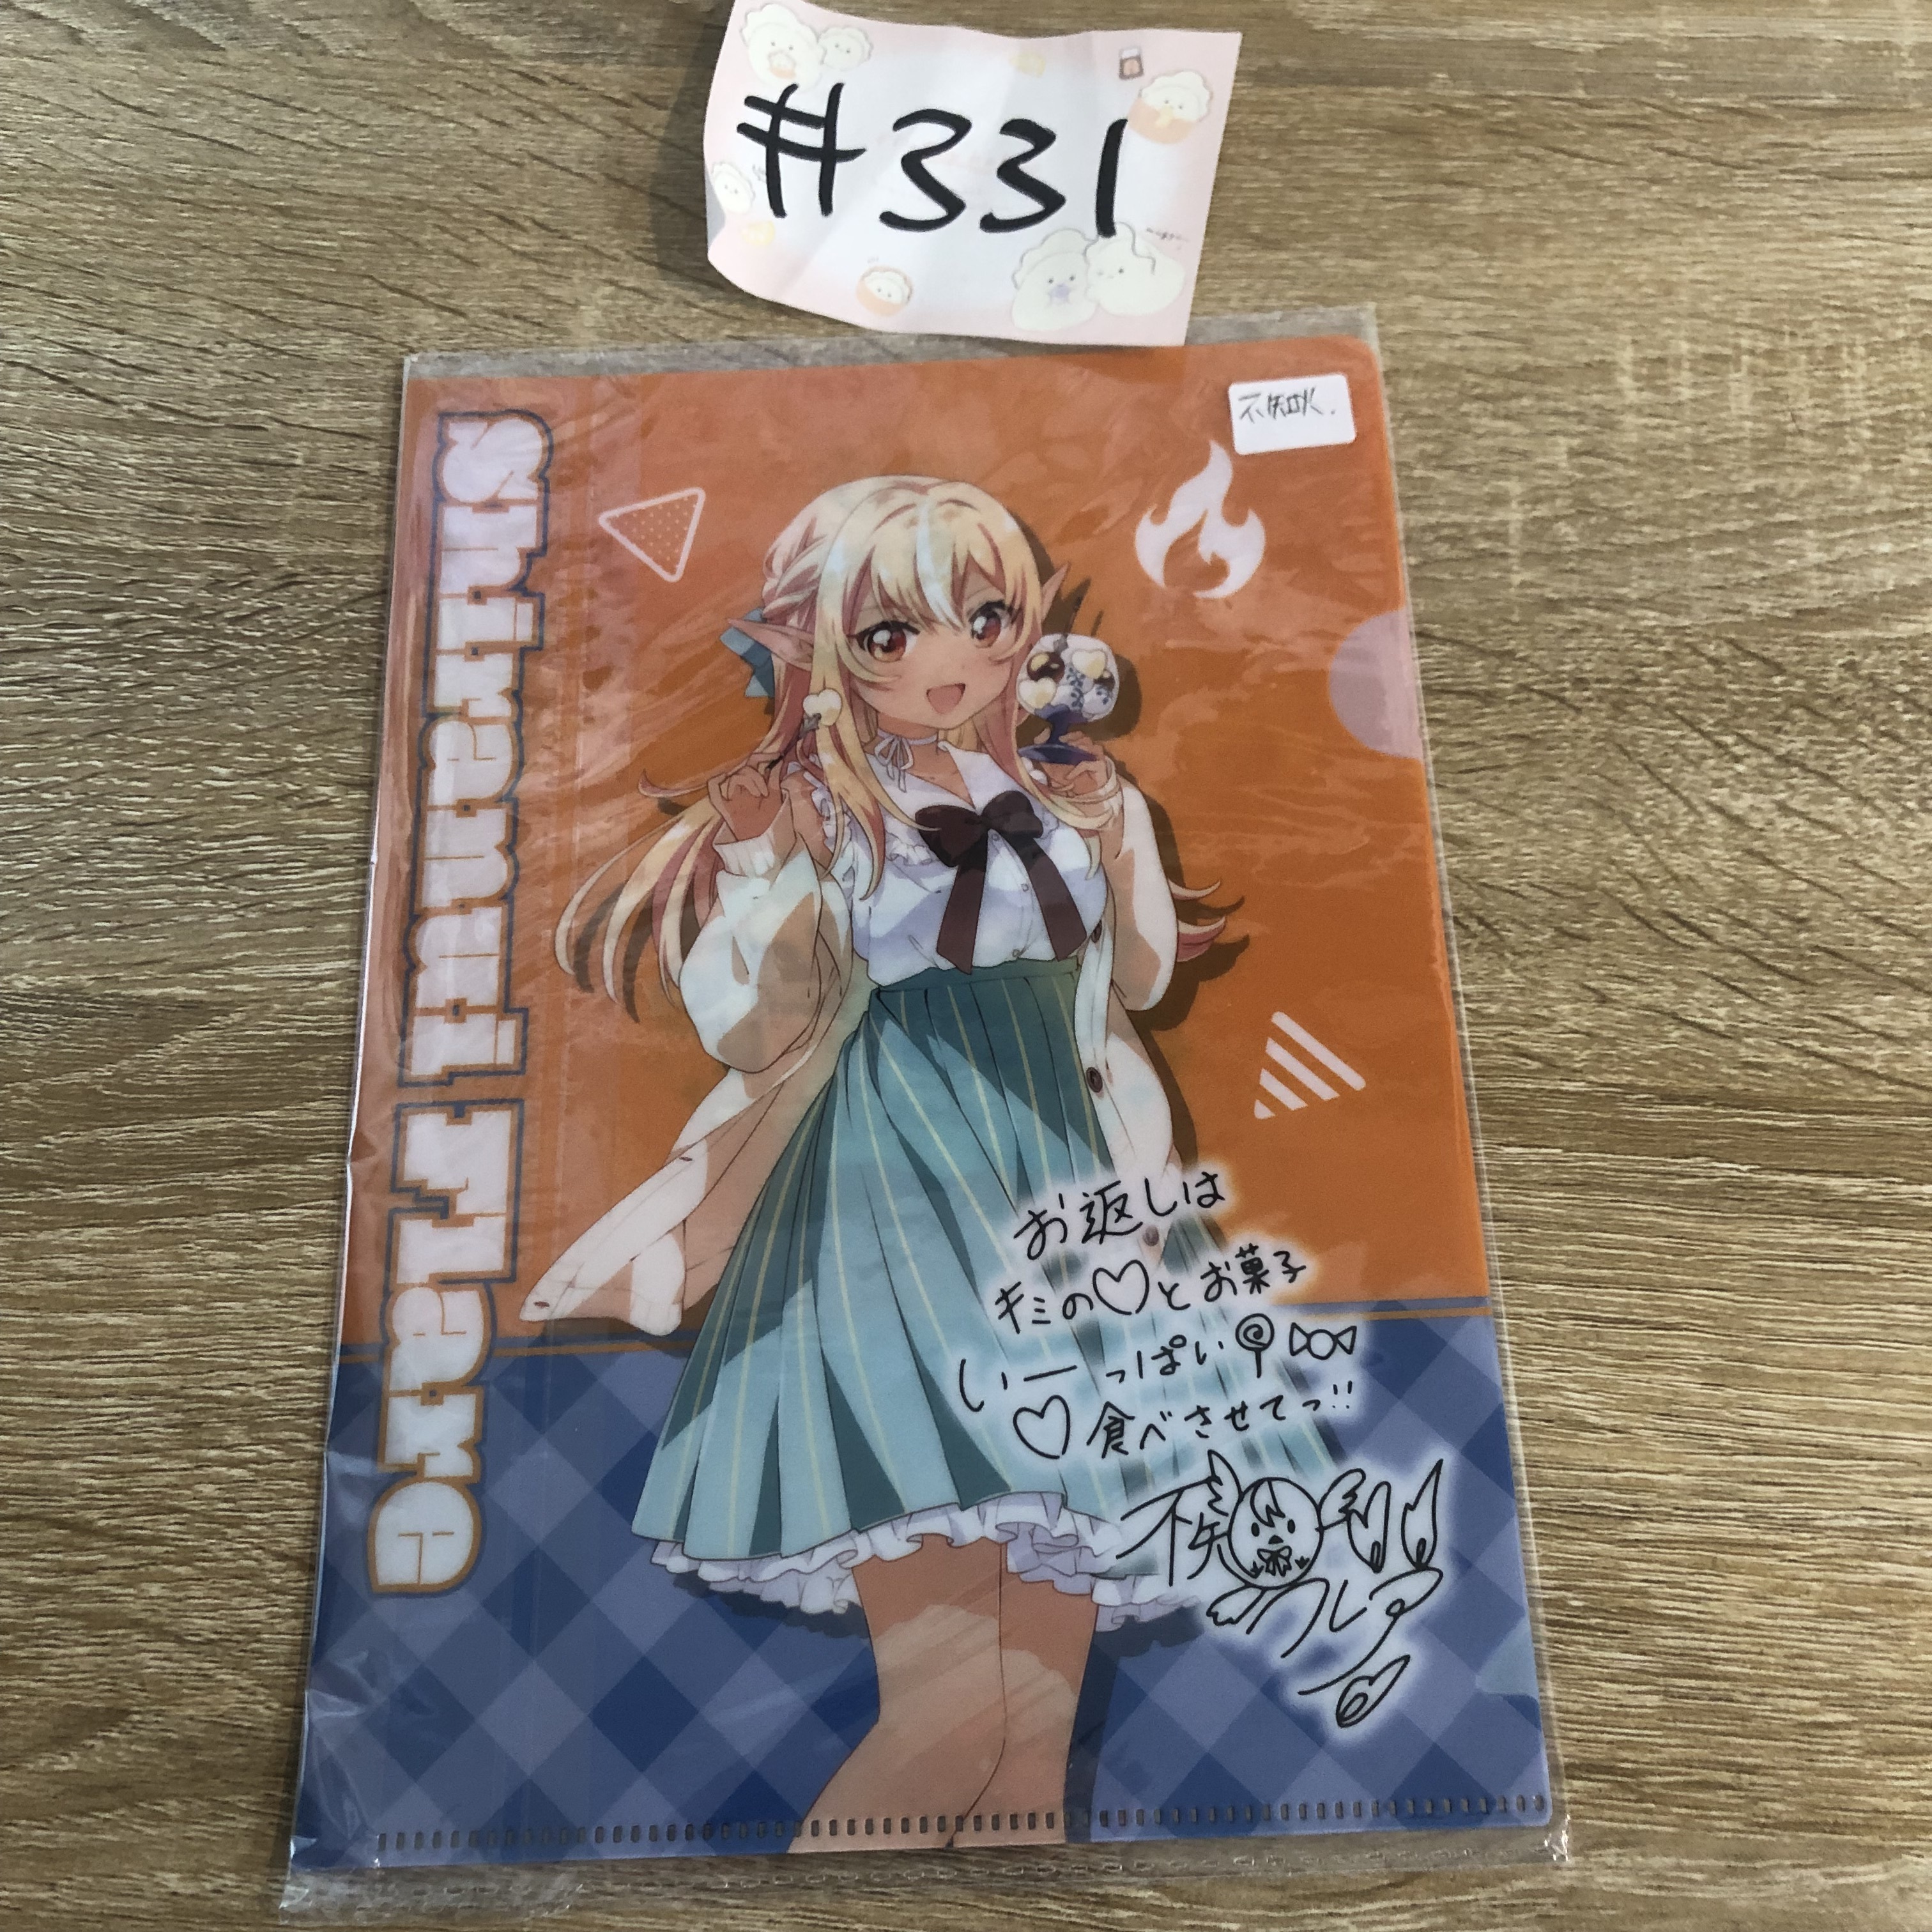 #331
不知火.
Shiranui Flare
お返しは
キミの♡とお菓子
いーっぱい
♡食べさせてっ!!
不知火
フレア